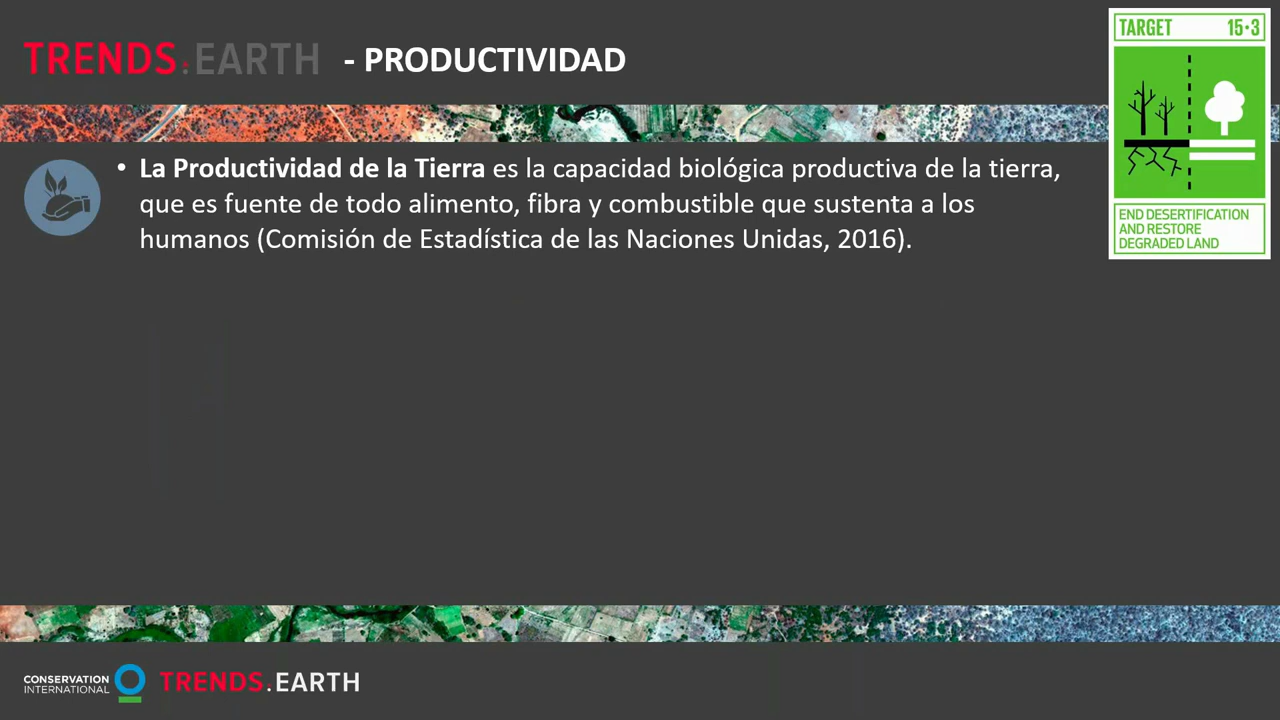 TRENDS.EARTH - PRODUCTIVIDAD
TARGET 15•3
• La Productividad de la Tierra es la capacidad biológica productiva de la tierra,
que es fuente de todo alimento, fibra y combustible que sustenta a los
humanos (Comisión de Estadística de las Naciones Unidas, 2016).
END DESERTIFICATION
AND RESTORE
DEGRADED LAND
CONSERVATION
INTERNATIONAL
TRENDS.EARTH